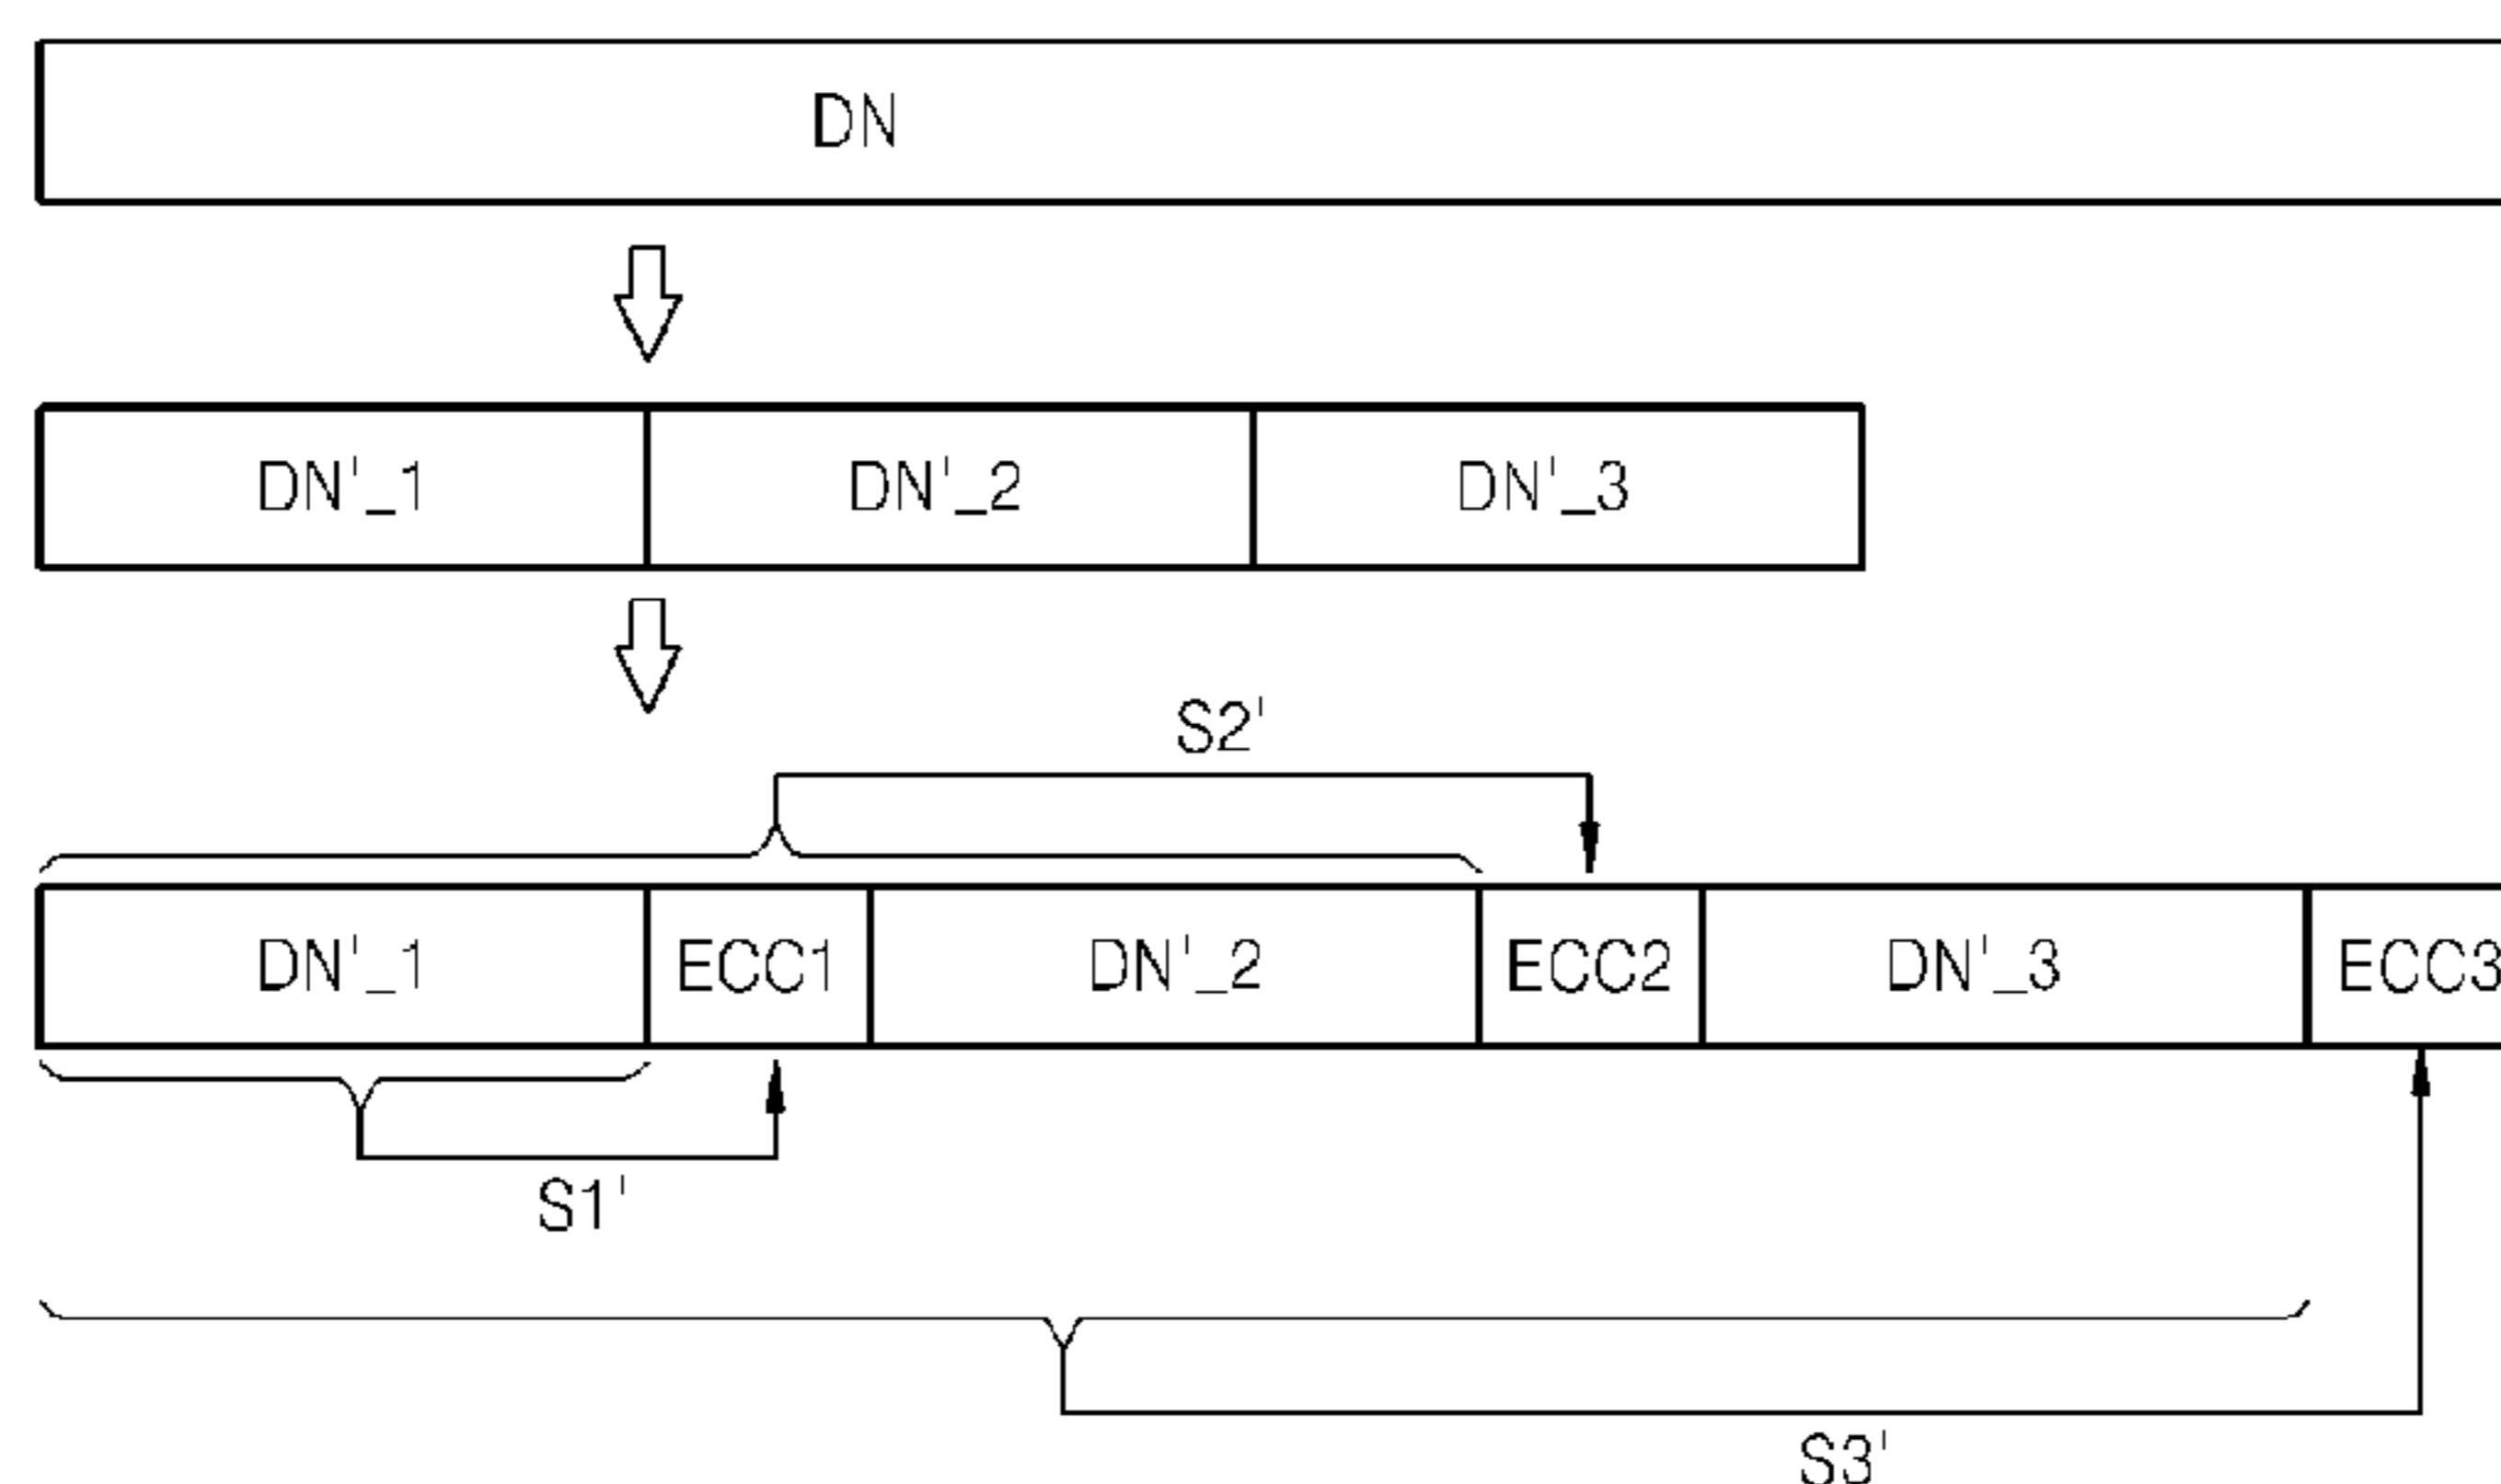 DN
DN'_1 DN'_2 DN'_3
S2'
DN'_1 ECC1 DN'_2 ECC2 DN'_3 ECC3
S1'
S3'